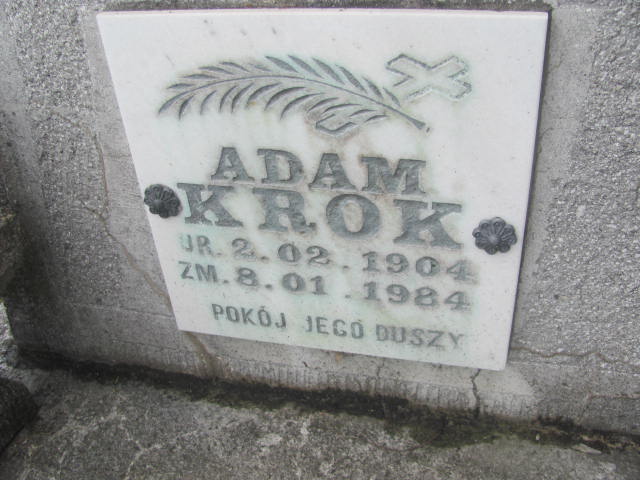 ADAM
KROK
UR. 2.02.1904
ZM. 8.01.1984
POKÓJ JEGO DUSZY